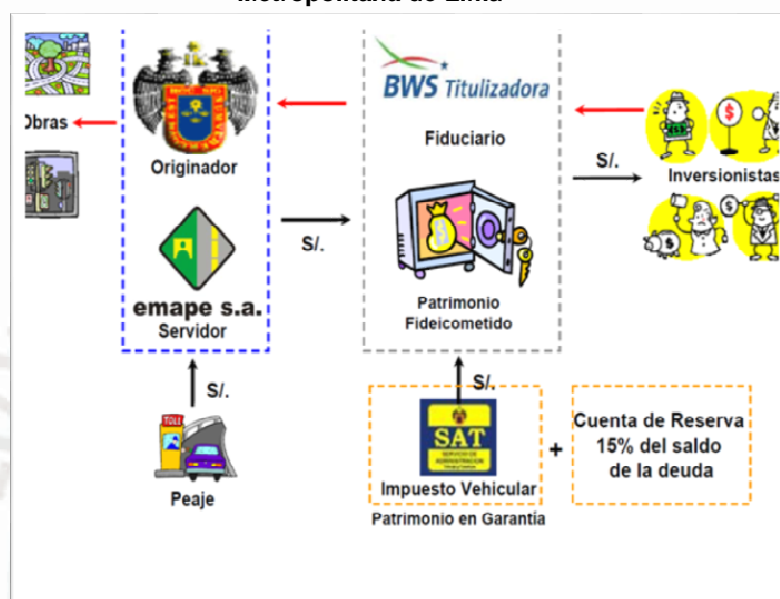 Metropolitana de Lima
BWS Titulizadora
Obras
Originador
Fiduciario
S/.
Inversionistas
S/.
emape s.a.
Servidor
Patrimonio
Fideicometido
S/.
S/.
TOLL
Peaje
SAT
Impuesto Vehicular
+
Cuenta de Reserva
15% del saldo
de la deuda
Patrimonio en Garantía